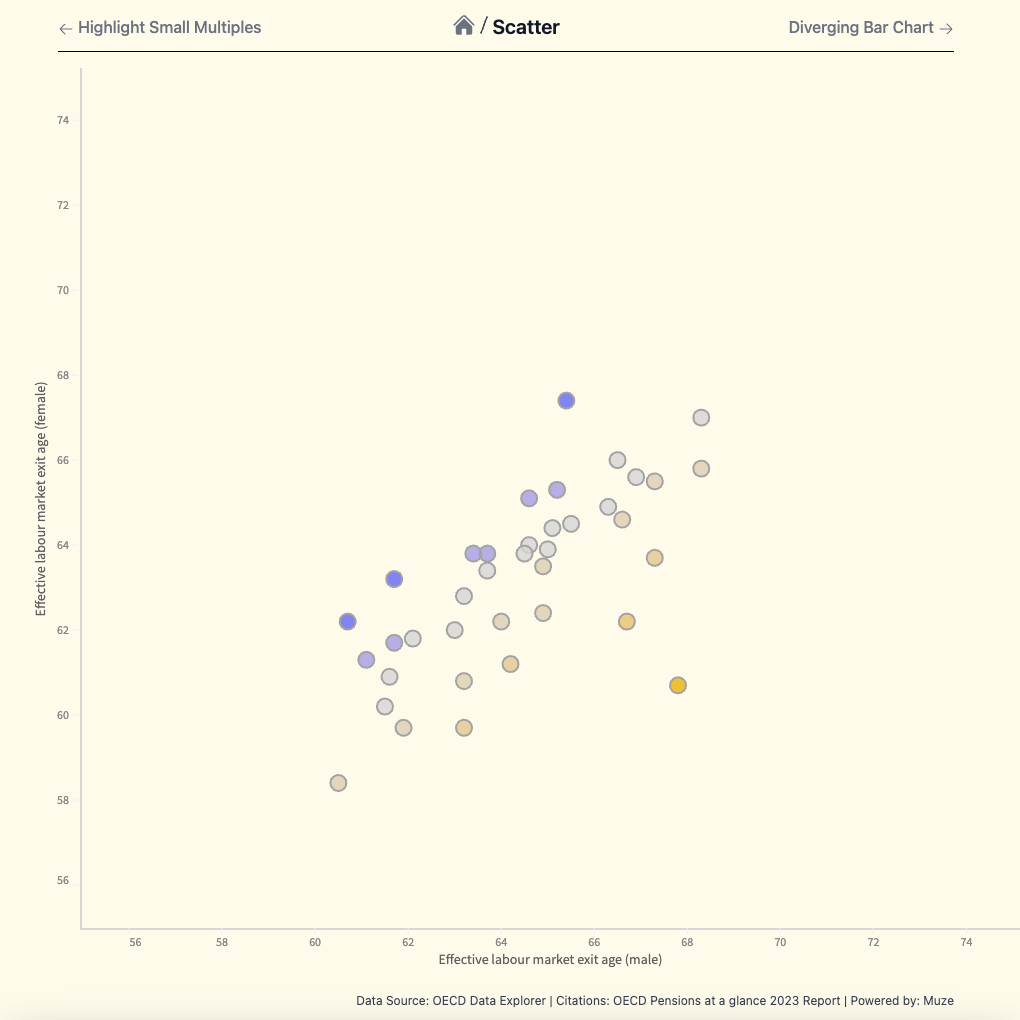 ← Highlight Small Multiples
/ Scatter
Diverging Bar Chart →
74
72
70
68
66
64
62
60
58
56
Effective labour market exit age (female)
56 58 60 62 64 66 68 70 72 74
Effective labour market exit age (male)
Data Source: OECD Data Explorer | Citations: OECD Pensions at a glance 2023 Report | Powered by: Muze